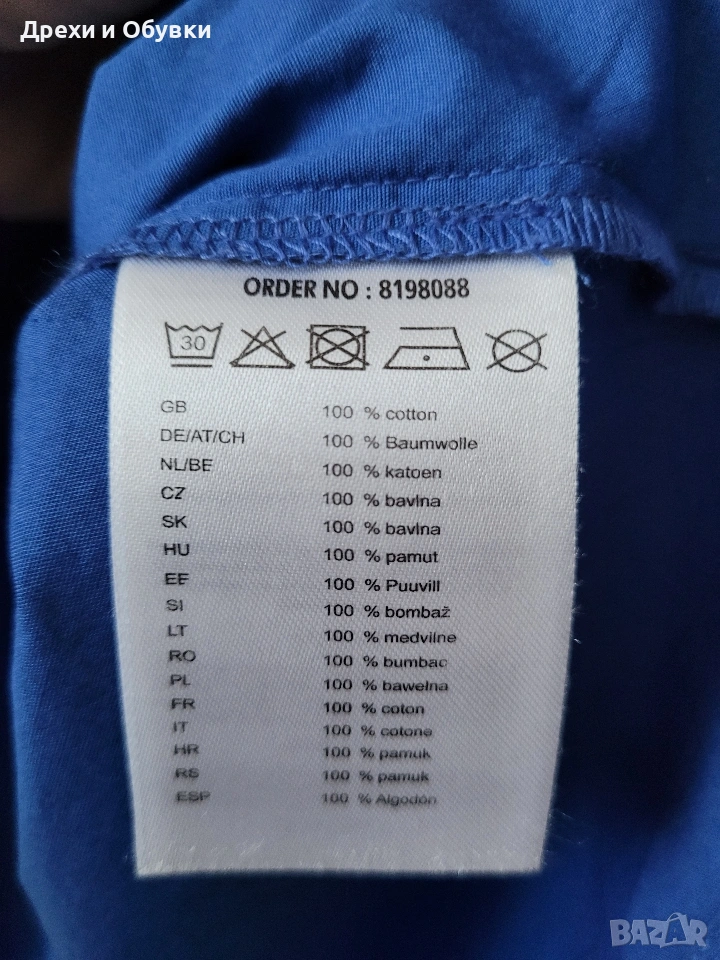 Дрехи и Обувки
ORDER NO : 8198088
30
GB 100 % cotton
DE/AT/CH 100 % Baumwolle
NL/BE 100 % katoen
CZ 100 % bavlna
SK 100 % bavlna
HU 100 % pamut
EE 100 % Puuvill
SI 100 % bombaž
LT 100 % medvilne
RO 100 % bumbac
PL 100 % bawełna
FR 100 % coton
IT 100 % cotone
HR 100 % pamuk
RS 100 % pamuk
ESP 100 % Algodón
BAZAR